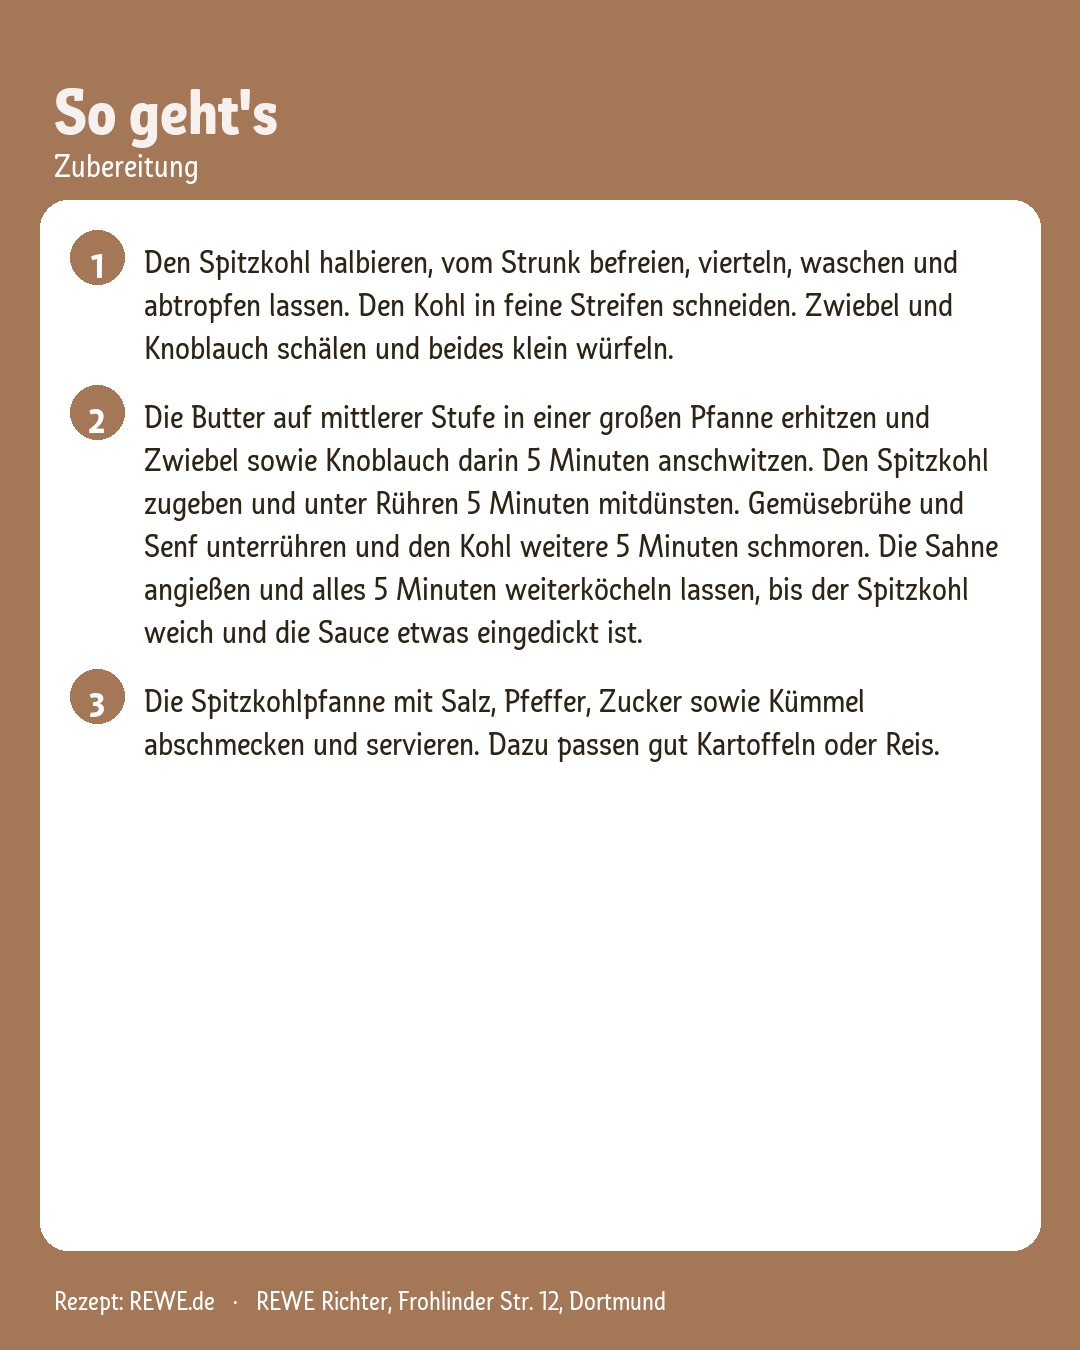 So geht's
Zubereitung
1 Den Spitzkohl halbieren, vom Strunk befreien, vierteln, waschen und
abtropfen lassen. Den Kohl in feine Streifen schneiden. Zwiebel und
Knoblauch schälen und beides klein würfeln.
2 Die Butter auf mittlerer Stufe in einer großen Pfanne erhitzen und
Zwiebel sowie Knoblauch darin 5 Minuten anschwitzen. Den Spitzkohl
zugeben und unter Rühren 5 Minuten mitdünsten. Gemüsebrühe und
Senf unterrühren und den Kohl weitere 5 Minuten schmoren. Die Sahne
angießen und alles 5 Minuten weiterköcheln lassen, bis der Spitzkohl
weich und die Sauce etwas eingedickt ist.
3 Die Spitzkohlpfanne mit Salz, Pfeffer, Zucker sowie Kümmel
abschmecken und servieren. Dazu passen gut Kartoffeln oder Reis.
Rezept: REWE.de · REWE Richter, Frohlinder Str. 12, Dortmund